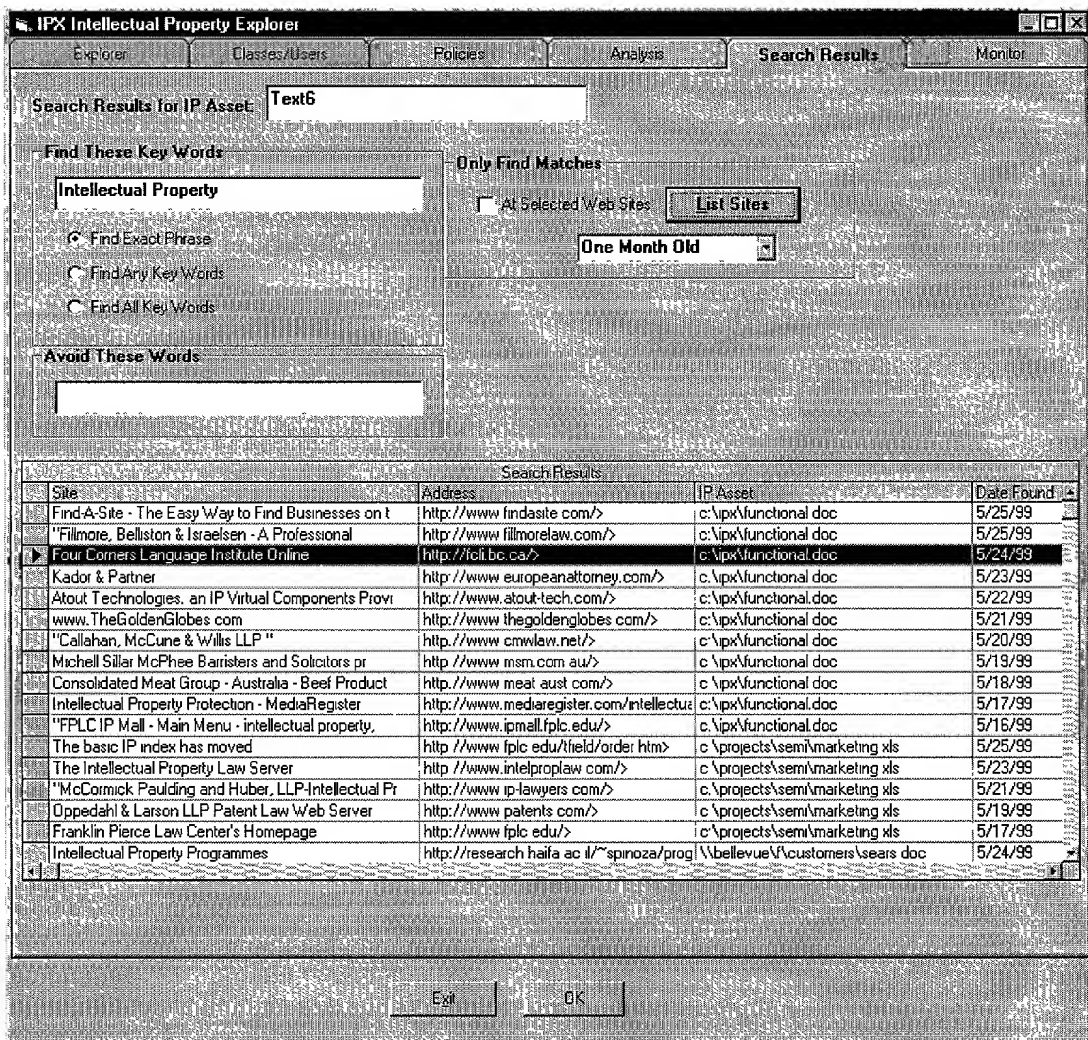 IPX Intellectual Property Explorer
Explorer Classes/Users Policies Analysis Search Results Monitor
Search Results for IP Asset: Text6
Find These Key Words
Intellectual Property
Find Exact Phrase
Find Any Key Words
Find All Key Words
Only Find Matches
At Selected Web Sites List Sites
One Month Old
Avoid These Words
Search Results
Site Address IP Asset Date Found
Find-A-Site - The Easy Way to Find Businesses on t http://www findasite com/> c:\ipx\functional doc 5/25/99
"Fillmore, Belliston & Israelsen - A Professional http://www.fillmorelaw.com/> c:\ipx\functional doc 5/25/99
Four Corners Language Institute Online http://fcli.bc.ca/> c:\ipx\functional.doc 5/24/99
Kador & Partner http://www europeanattorney.com/> c.\ipx\functional doc 5/23/99
Atout Technologies, an IP Virtual Components Provi http://www.atout-tech.com/> c:\ipx\functional doc 5/22/99
www.TheGoldenGlobes com http //www thegoldenglobes com/> c:\ipx\functional doc 5/21/99
"Callahan, McCune & Willis LLP " http //www cmwlaw.net/> c:\ipx\functional doc 5/20/99
Michell Sillar McPhee Barristers and Solicitors pr http //www msm.com au/> c \ipx\functional doc 5/19/99
Consolidated Meat Group - Australia - Beef Product http //www meat aust com/> c \ipx\functional doc 5/18/99
Intellectual Property Protection - MediaRegister http://www.mediaregister.com/intellectua c:\ipx\functional.doc 5/17/99
"FPLC IP Mall - Main Menu - intellectual property, http://www.ipmall.fplc.edu/> c:\ipx\functional.doc 5/16/99
The basic IP index has moved http //www fplc edu/tfield/order htm> c \projects\semi\marketing xls 5/25/99
The Intellectual Property Law Server http //www.intelproplaw com/> c \projects\semi\marketing xls 5/23/99
"McCormick Paulding and Huber, LLP-Intellectual Pr http //www ip-lawyers com/> c \projects\semi\marketing xls 5/21/99
Oppedahl & Larson LLP Patent Law Web Server http //www patents com/> c \projects\semi\marketing xls 5/19/99
Franklin Pierce Law Center's Homepage http //www fplc edu/> c \projects\semi\marketing xls 5/17/99
Intellectual Property Programmes http://research haifa ac il/~spinoza/prog \\bellevue\f\customers\sears doc 5/24/99
Exit OK